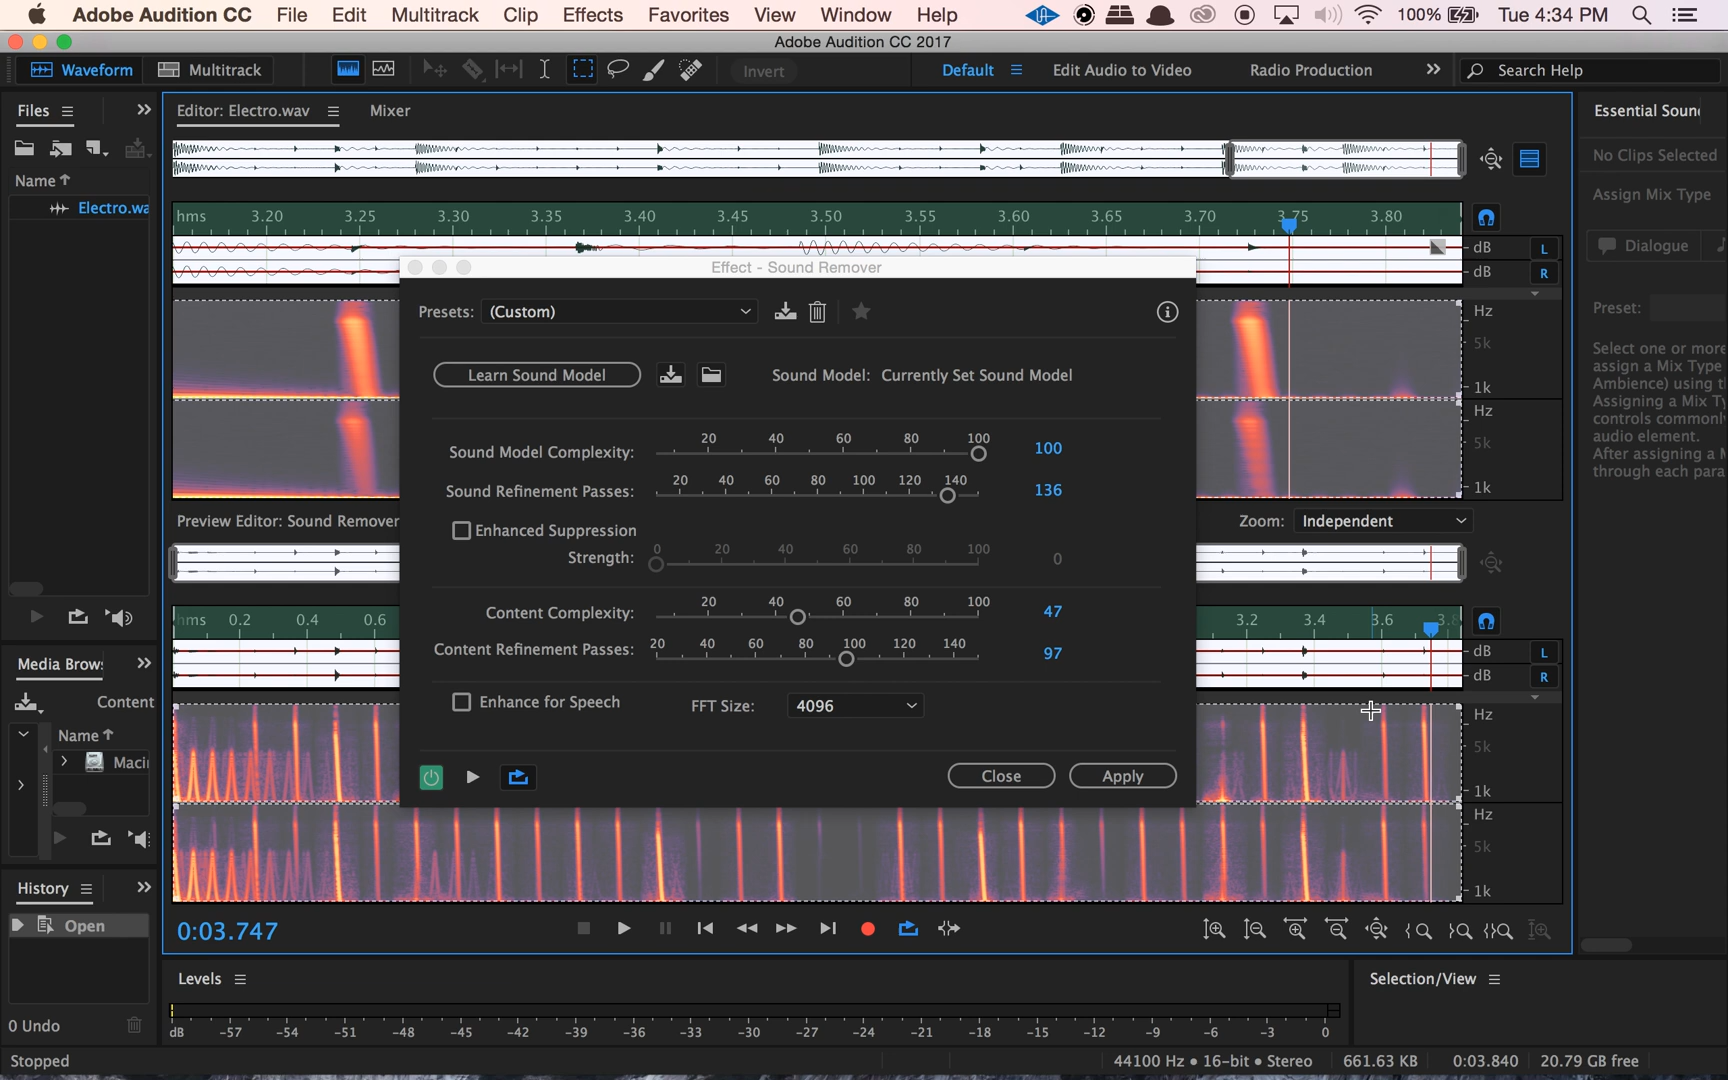 Adobe Audition CC File Edit Multitrack Clip Effects Favorites View Window Help 100% Tue 4:34 PM
Adobe Audition CC 2017
Waveform Multitrack Invert Default Edit Audio to Video Radio Production Search Help
Files
Name
Electro.wa
Editor: Electro.wav Mixer
hms 3.20 3.25 3.30 3.35 3.40 3.45 3.50 3.55 3.60 3.65 3.70 3.75 3.80
dB L
dB R
Hz
5k
1k
Hz
5k
1k
Effect - Sound Remover
Presets: (Custom)
Learn Sound Model Sound Model: Currently Set Sound Model
20 40 60 80 100
Sound Model Complexity: 100
20 40 60 80 100 120 140
Sound Refinement Passes: 136
Enhanced Suppression
0 20 40 60 80 100
Strength: 0
20 40 60 80 100
Content Complexity: 47
20 40 60 80 100 120 140
Content Refinement Passes: 97
Enhance for Speech FFT Size: 4096
Close Apply
Preview Editor: Sound Remover Zoom: Independent
hms 0.2 0.4 0.6 3.2 3.4 3.6 3.8
dB L
dB R
Hz
5k
1k
Hz
5k
1k
Media Brows
Content
Name
Maci
History
Open
0 Undo
0:03.747
Levels
dB -57 -54 -51 -48 -45 -42 -39 -36 -33 -30 -27 -24 -21 -18 -15 -12 -9 -6 -3 0
Selection/View
Essential Soun
No Clips Selected
Assign Mix Type
Dialogue
Preset:
Select one or more
assign a Mix Type
Ambience) using t
Assigning a Mix Ty
controls commonl
audio element.
After assigning a M
through each para
Stopped 44100 Hz • 16-bit • Stereo 661.63 KB 0:03.840 20.79 GB free